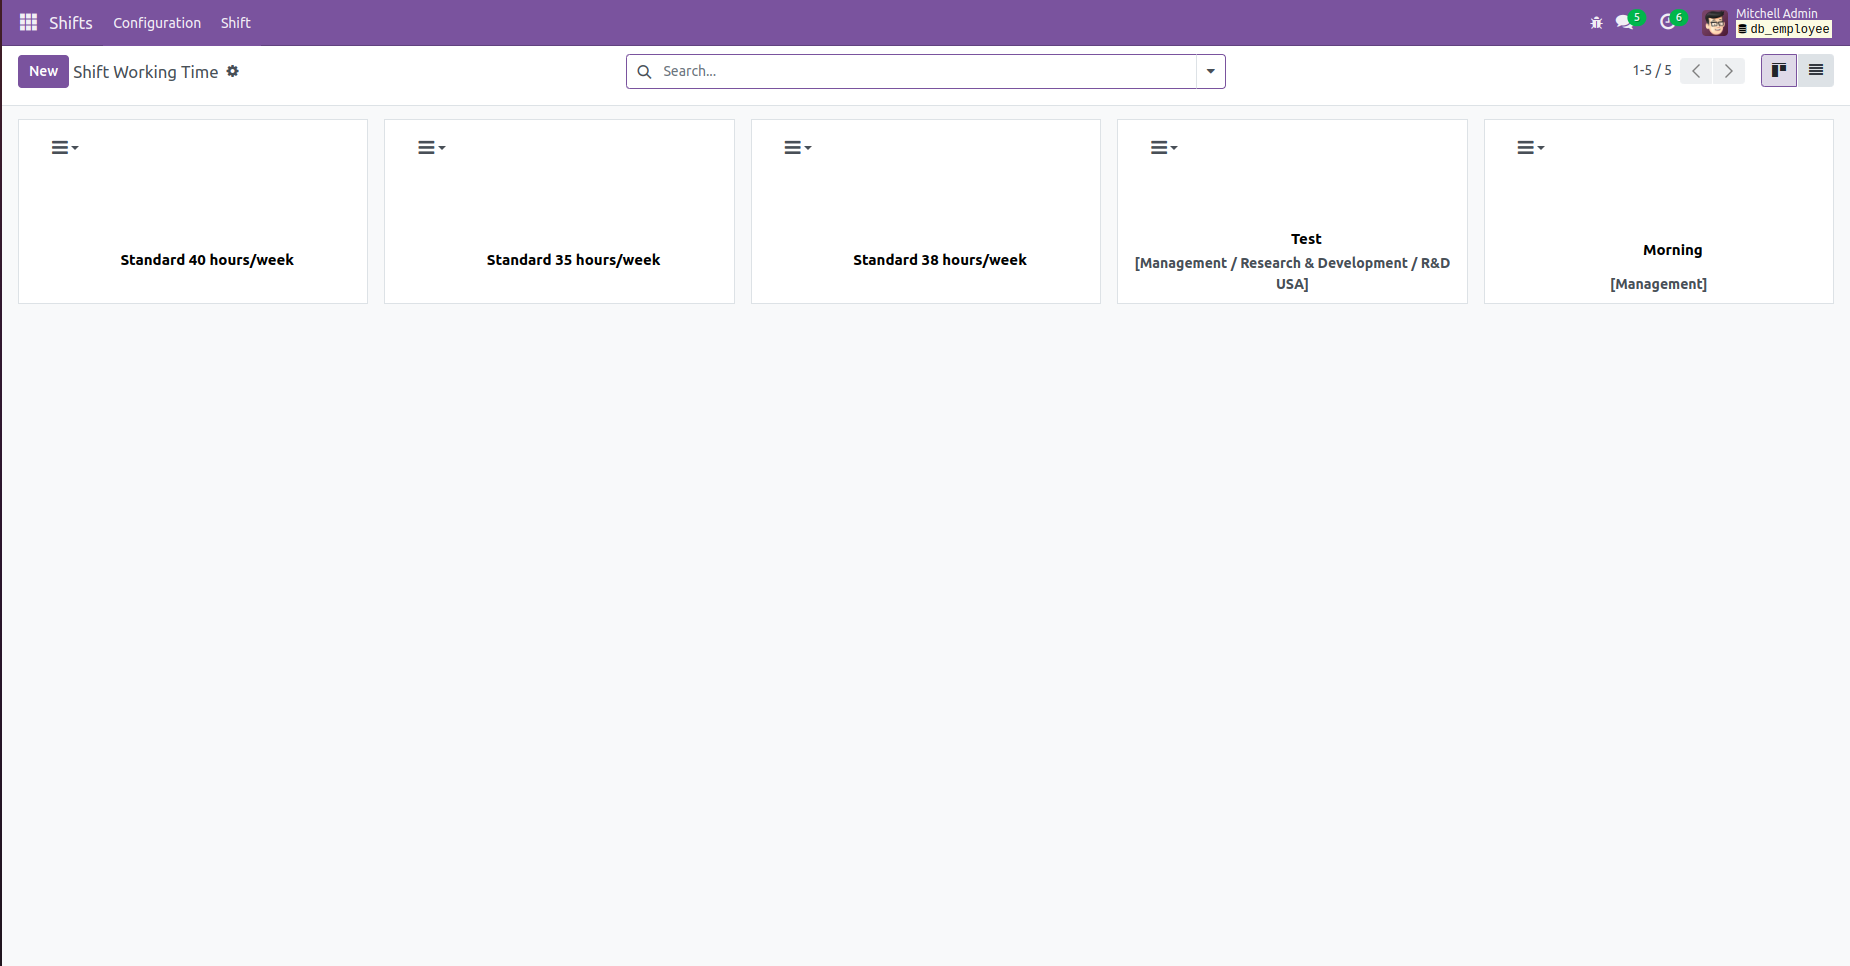 Shifts Configuration Shift 5 6 Mitchell Admin
db_employee
New Shift Working Time Search... 1-5 / 5
Standard 40 hours/week
Standard 35 hours/week
Standard 38 hours/week
Test
[Management / Research & Development / R&D
USA]
Morning
[Management]